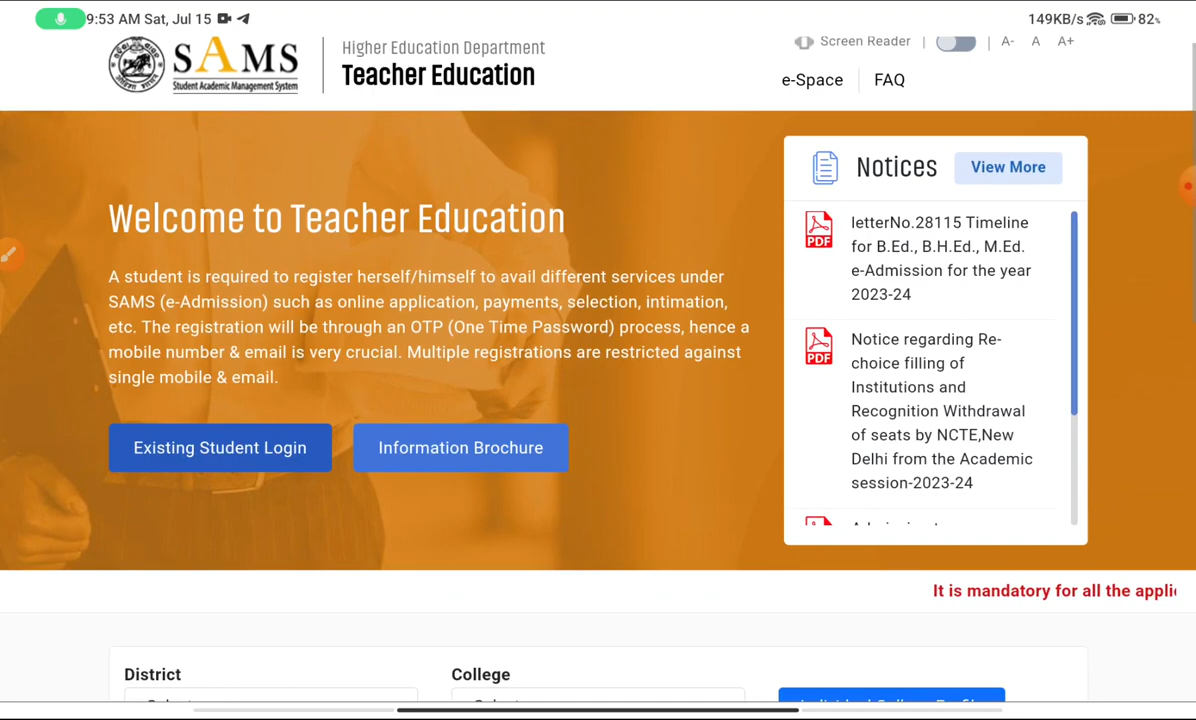 9:53 AM Sat, Jul 15
149KB/s
82%
SAMS
Student Academic Management System
Higher Education Department
Teacher Education
Screen Reader
A-
A
A+
e-Space
FAQ
Welcome to Teacher Education
A student is required to register herself/himself to avail different services under
SAMS (e-Admission) such as online application, payments, selection, intimation,
etc. The registration will be through an OTP (One Time Password) process, hence a
mobile number & email is very crucial. Multiple registrations are restricted against
single mobile & email.
Existing Student Login
Information Brochure
Notices
View More
PDF
letterNo.28115 Timeline
for B.Ed., B.H.Ed., M.Ed.
e-Admission for the year
2023-24
PDF
Notice regarding Re-
choice filling of
Institutions and
Recognition Withdrawal
of seats by NCTE,New
Delhi from the Academic
session-2023-24
It is mandatory for all the appli
District
College